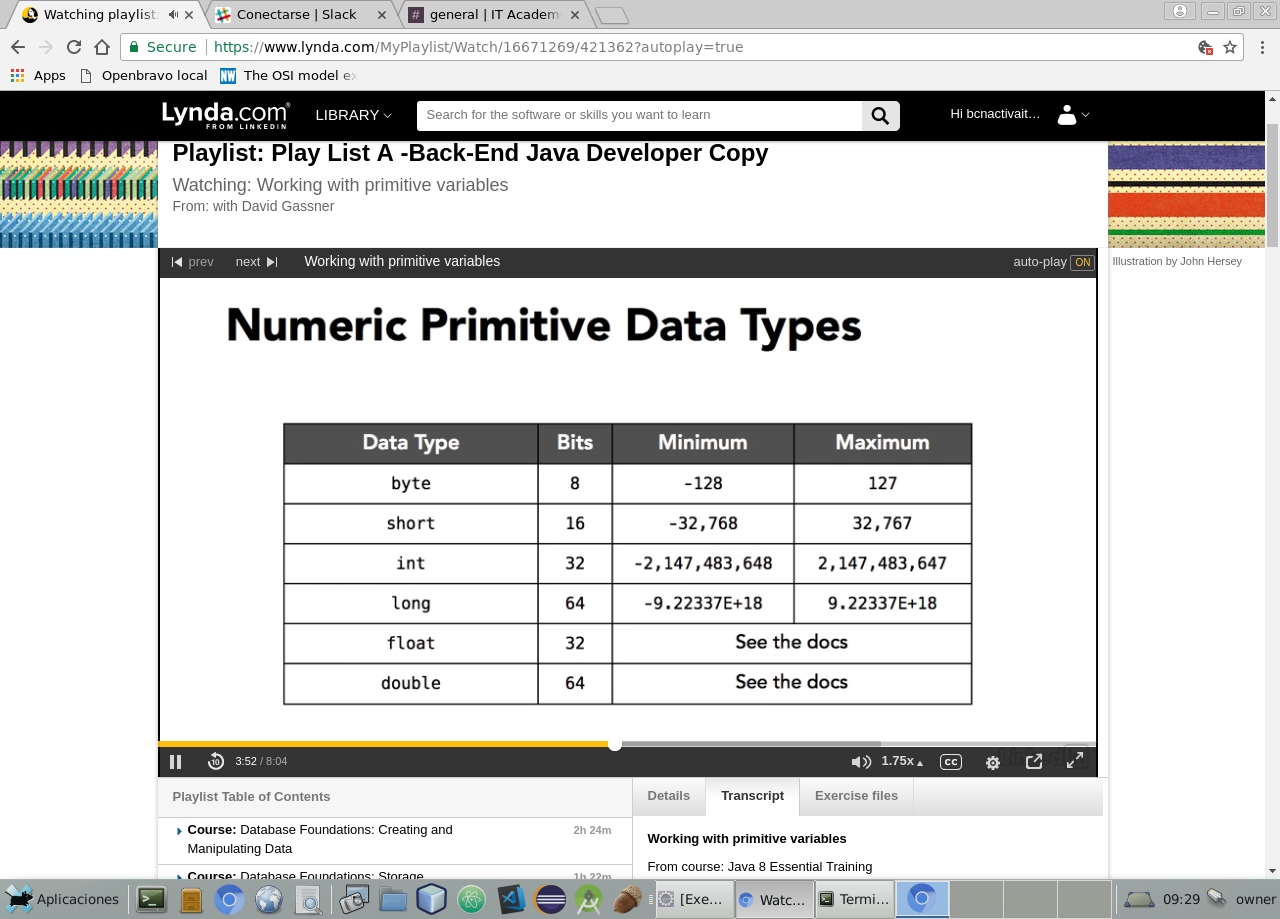 Watching playlist:
Conectarse | Slack
general | IT Academ
Secure
https://www.lynda.com/MyPlaylist/Watch/16671269/421362?autoplay=true
Apps
Openbravo local
The OSI model ex
Lynda.com
FROM LINKEDIN
LIBRARY
Search for the software or skills you want to learn
Hi bcnactivait...
Playlist: Play List A -Back-End Java Developer Copy
Watching: Working with primitive variables
From: with David Gassner
prev
next
Working with primitive variables
auto-play ON
Illustration by John Hersey
Numeric Primitive Data Types
Data Type Bits Minimum Maximum
byte 8 -128 127
short 16 -32,768 32,767
int 32 -2,147,483,648 2,147,483,647
long 64 -9.22337E+18 9.22337E+18
float 32 See the docs
double 64 See the docs
10
3:52 / 8:04
1.75x
CC
Playlist Table of Contents
Details
Transcript
Exercise files
Course: Database Foundations: Creating and
Manipulating Data
2h 24m
Working with primitive variables
From course: Java 8 Essential Training
Course: Database Foundations: Storage
1h 22m
Aplicaciones
[Exe...
Watc...
Termi...
09:29
owner